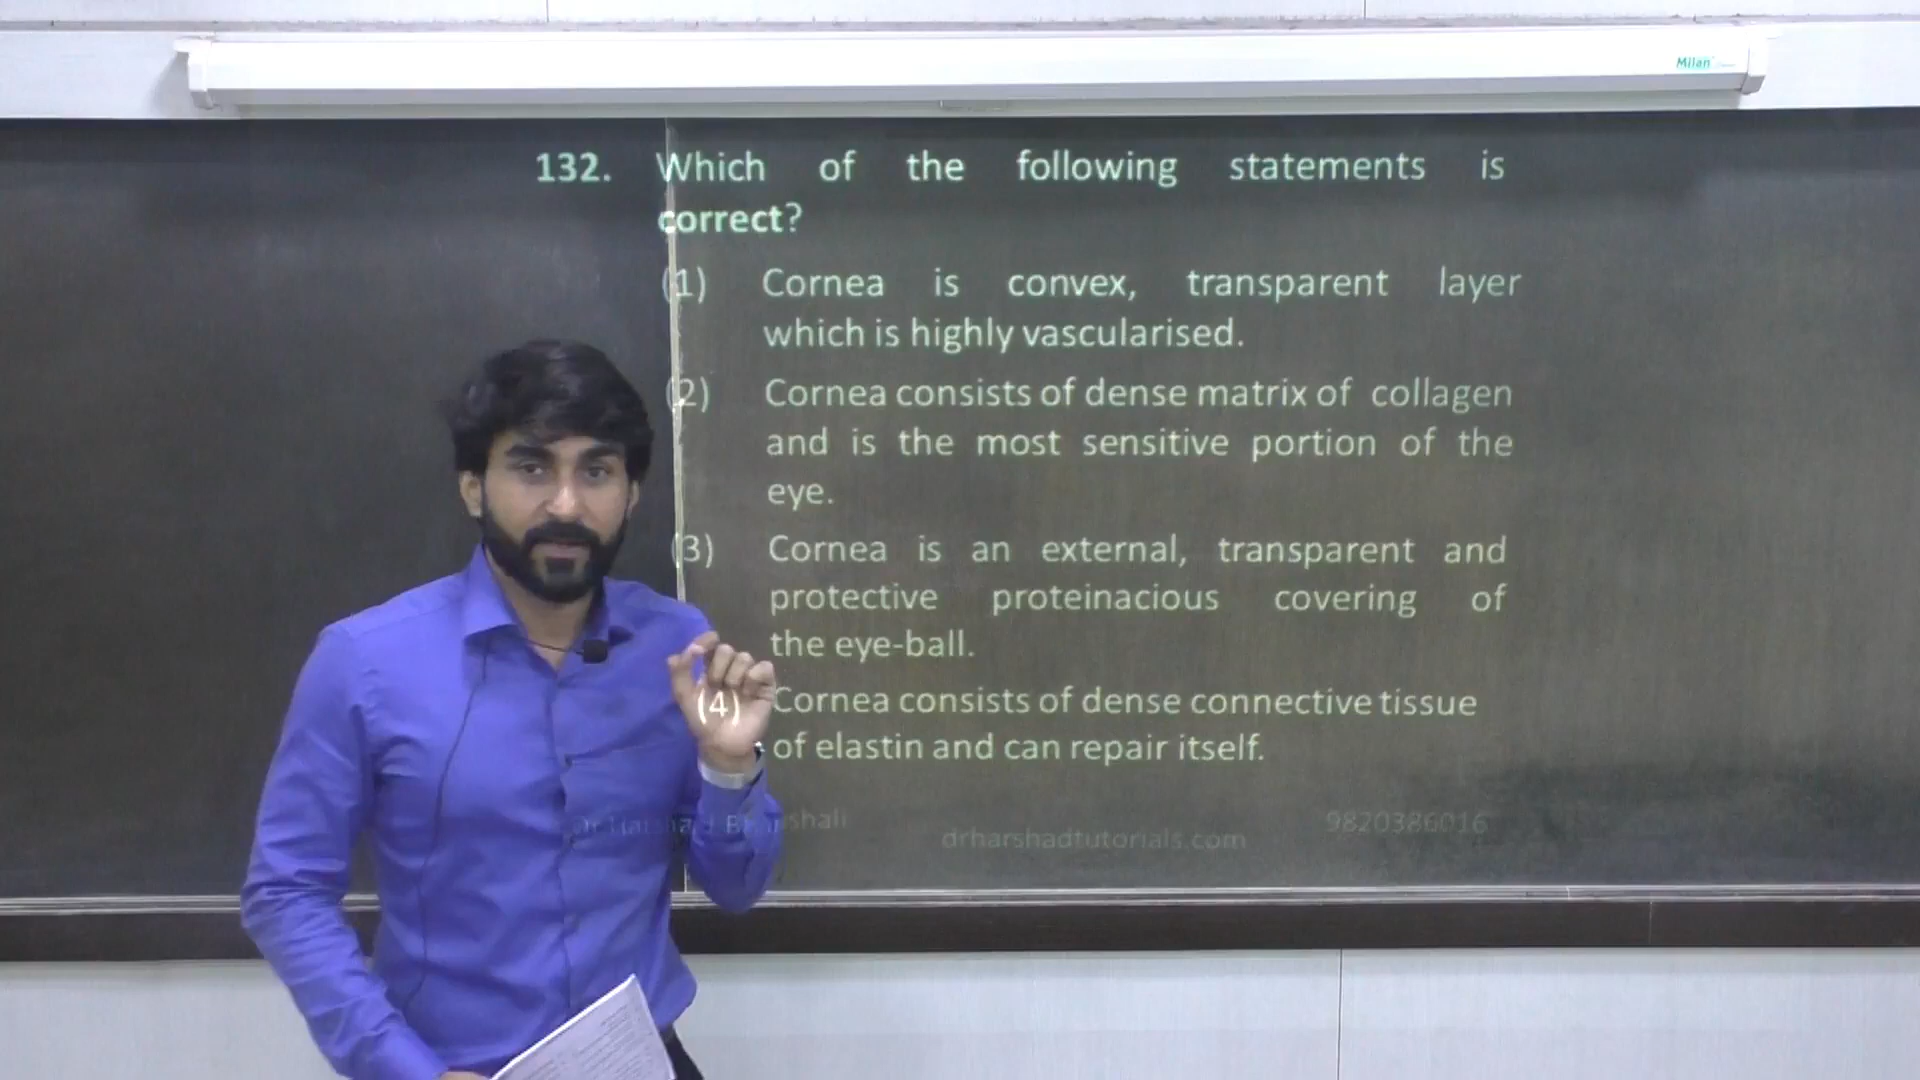 Milan
132. Which of the following statements is
correct?
(1) Cornea is convex, transparent layer
which is highly vascularised.
(2) Cornea consists of dense matrix of collagen
and is the most sensitive portion of the
eye.
(3) Cornea is an external, transparent and
protective proteinacious covering of
the eye-ball.
(4) Cornea consists of dense connective tissue
of elastin and can repair itself.
Dr Harshad
drharshadtutorials.com
9820386016